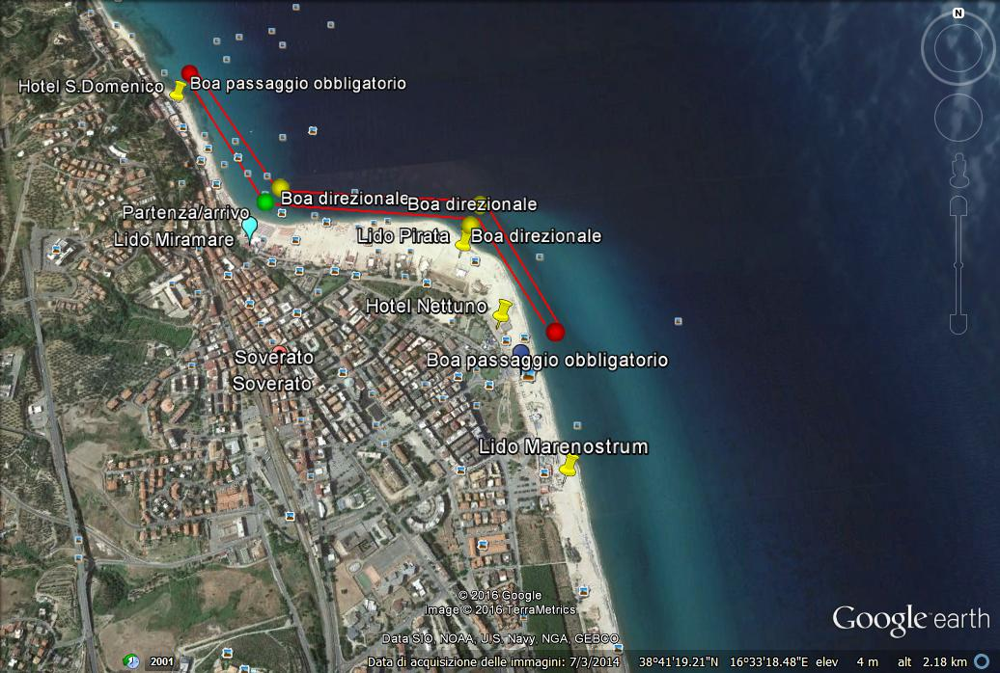 N
Hotel S.Domenico
Boa passaggio obbligatorio
Boa direzionale
Boa direzionale
Partenza/arrivo
Lido Miramare
Lido Pirata
Boa direzionale
Hotel Nettuno
Soverato
Boa passaggio obbligatorio
Soverato
Lido Marenostrum
© 2016 Google
Image © 2016 TerraMetrics
Google earth
Data SIO, NOAA, U.S. Navy, NGA, GEBCO
2001
Data di acquisizione delle immagini: 7/3/2014 38°41'19.21"N 16°33'18.48"E elev 4 m alt 2.18 km